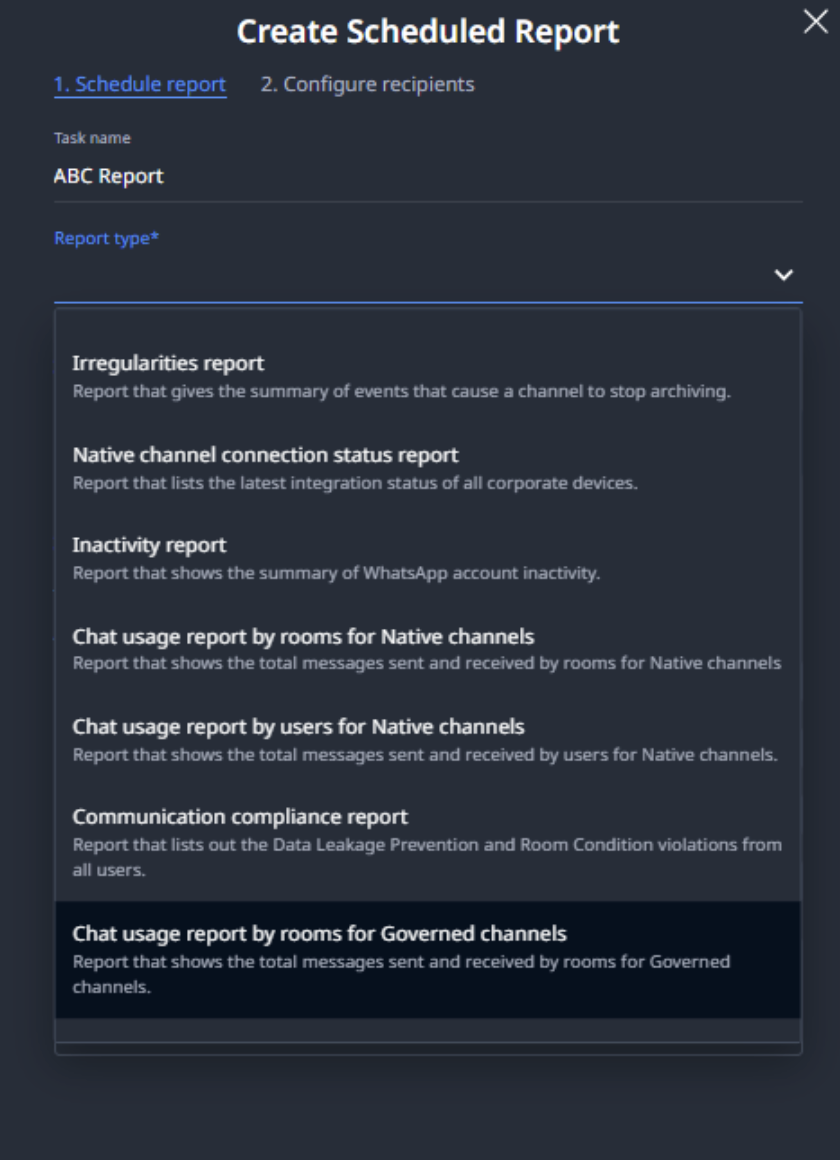 Create Scheduled Report
1. Schedule report 2. Configure recipients
Task name
ABC Report
Report type*
Irregularities report
Report that gives the summary of events that cause a channel to stop archiving.
Native channel connection status report
Report that lists the latest integration status of all corporate devices.
Inactivity report
Report that shows the summary of WhatsApp account inactivity.
Chat usage report by rooms for Native channels
Report that shows the total messages sent and received by rooms for Native channels
Chat usage report by users for Native channels
Report that shows the total messages sent and received by users for Native channels.
Communication compliance report
Report that lists out the Data Leakage Prevention and Room Condition violations from
all users.
Chat usage report by rooms for Governed channels
Report that shows the total messages sent and received by rooms for Governed
channels.